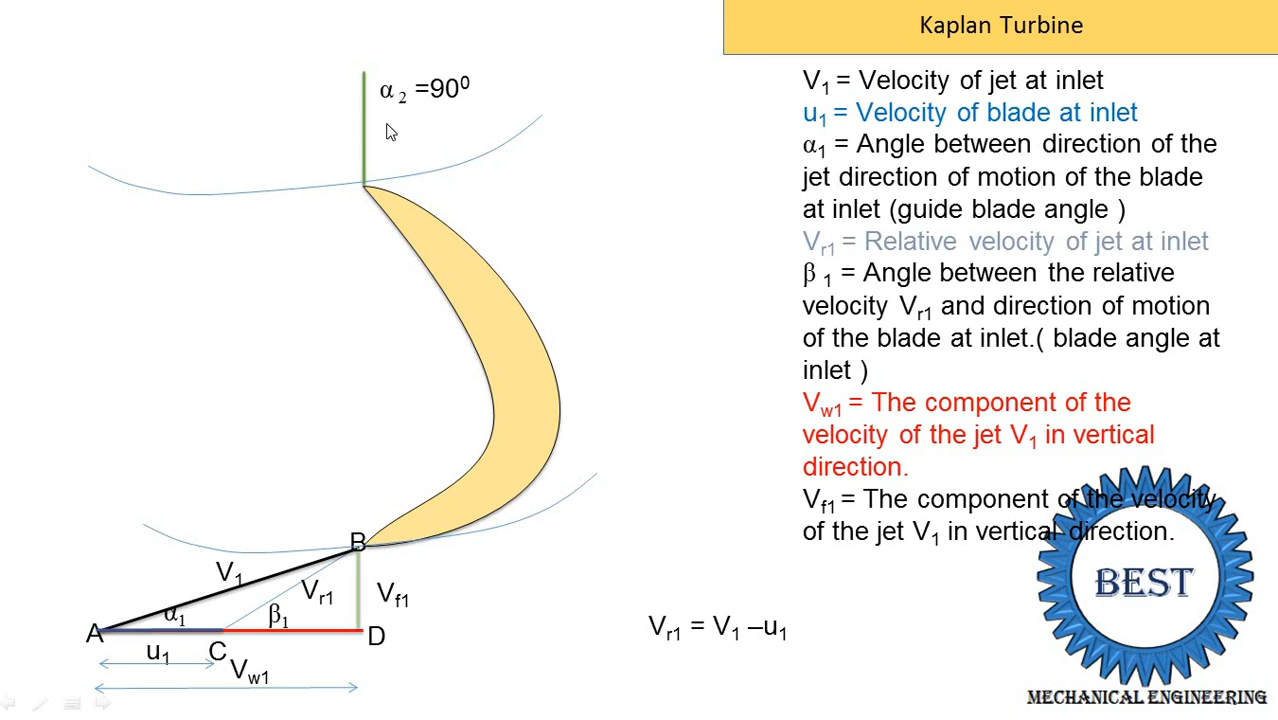 Kaplan Turbine
α 2 =90⁰
V1 = Velocity of jet at inlet
u1 = Velocity of blade at inlet
α1 = Angle between direction of the
jet direction of motion of the blade
at inlet (guide blade angle )
Vr1 = Relative velocity of jet at inlet
β 1 = Angle between the relative
velocity Vr1 and direction of motion
of the blade at inlet.( blade angle at
inlet )
Vw1 = The component of the
velocity of the jet V1 in vertical
direction.
Vf1 = The component of the velocity
of the jet V1 in vertical direction.
B
V1
Vr1
Vf1
α1
β1
A
D
u1
C
Vw1
Vr1 = V1 –u1
BEST
MECHANICAL ENGINEERING